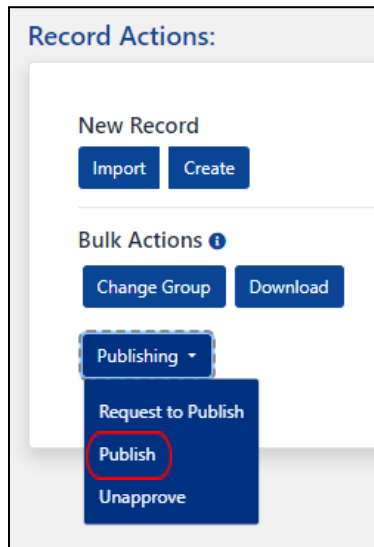 Record Actions:
New Record
Import Create
Bulk Actions
Change Group Download
Publishing
Request to Publish
Publish
Unapprove